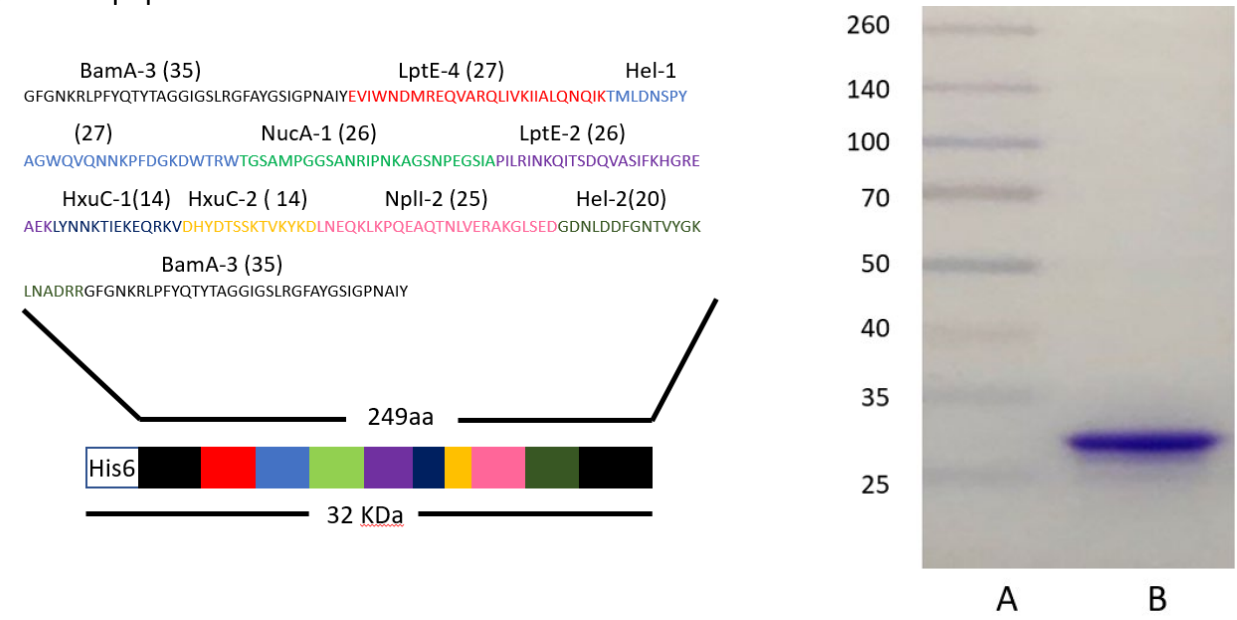 BamA-3 (35) LptE-4 (27) Hel-1
GFGNKRLPFYQTYTAGGIGSLRGFAYGSIGPNAIYEVIWNDMREQVARQLIVKIIALQNQIKTMLDNSPY
(27) NucA-1 (26) LptE-2 (26)
AGWQVQNNKPFDGKDWTRWTGSAMPGGSANRIPNKAGSNPEGSIAPILRINKQITSDQVASIFKHGRE
HxuC-1(14) HxuC-2 ( 14) NplI-2 (25) Hel-2(20)
AEKLYNNKTIEKEQRKVDHYDTSSKTVKYKDLNEQKLKPQEAQTNLVERAKGLSEDGDNLDDFGNTVYGK
BamA-3 (35)
LNADRRGFGNKRLPFYQTYTAGGIGSLRGFAYGSIGPNAIY
249aa
His6
32 KDa
260
140
100
70
50
40
35
25
A B